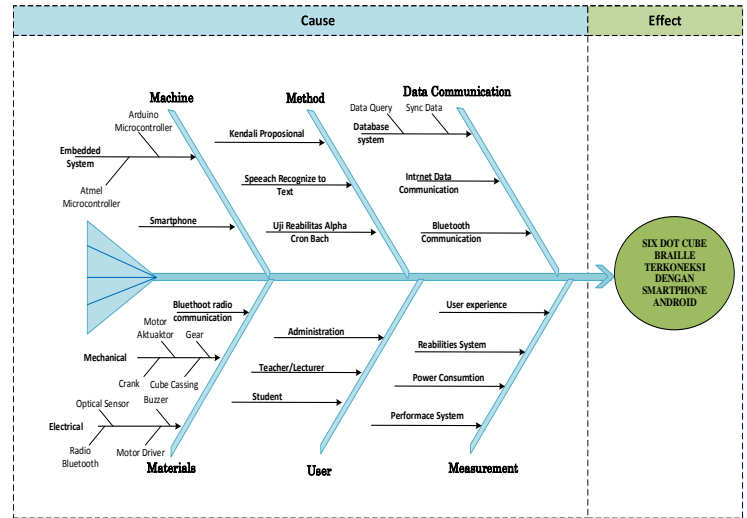 Cause
Effect
Machine
Method
Data Communication
Arduino
Microcontroller
Embedded
System
Atmel
Microcontroller
Smartphone
Kendali Proposional
Speeach Recognize to
Text
Uji Reabilitas Alpha
Cron Bach
Data Query
Sync Data
Database
system
Intrnet Data
Communication
Bluetooth
Communication
SIX DOT CUBE
BRAILLE
TERKONEKSI
DENGAN
SMARTPHONE
ANDROID
Bluethoot radio
communication
Motor
Aktuaktor
Gear
Mechanical
Crank
Cube Cassing
Optical Sensor
Buzzer
Electrical
Radio
Bluetooth
Motor Driver
Materials
Administration
Teacher/Lecturer
Student
User
User experience
Reabilities System
Power Consumtion
Performace System
Measurement